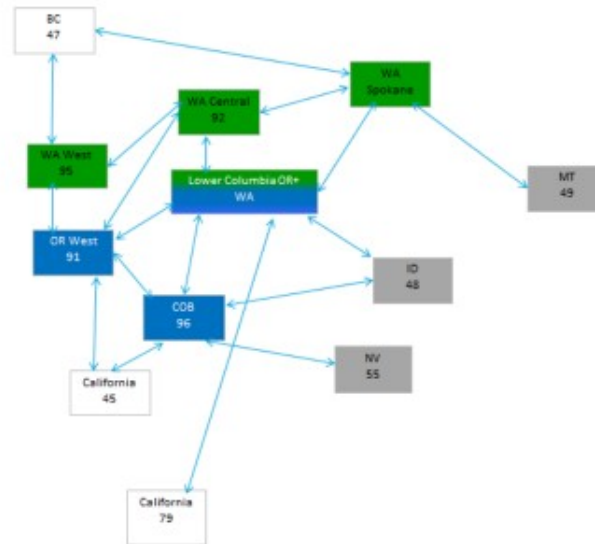 BC
47
WA
Spokane
WA Central
92
WA West
95
Lower Columbia OR+
WA
MT
49
OR West
91
ID
48
COB
96
NV
55
California
45
California
79